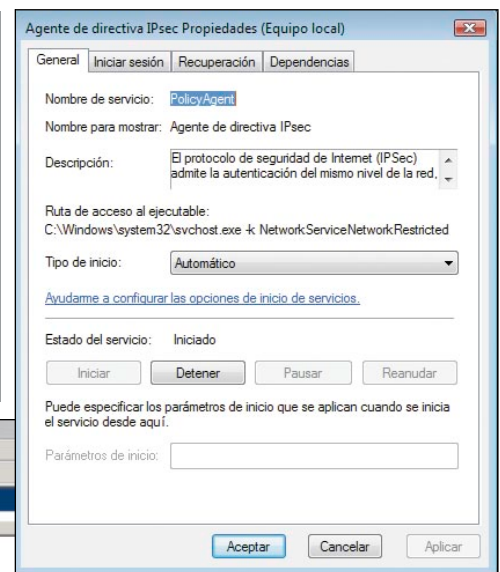 Agente de directiva IPsec Propiedades (Equipo local)
General Iniciar sesión Recuperación Dependencias
Nombre de servicio: PolicyAgent
Nombre para mostrar: Agente de directiva IPsec
Descripción: El protocolo de seguridad de Internet (IPSec)
admite la autenticación del mismo nivel de la red,
Ruta de acceso al ejecutable:
C:\Windows\system32\svchost.exe -k NetworkServiceNetworkRestricted
Tipo de inicio: Automático
Ayudarme a configurar las opciones de inicio de servicios.
Estado del servicio: Iniciado
Iniciar Detener Pausar Reanudar
Puede especificar los parámetros de inicio que se aplican cuando se inicia
el servicio desde aquí.
Parámetros de inicio:
Aceptar Cancelar Aplicar